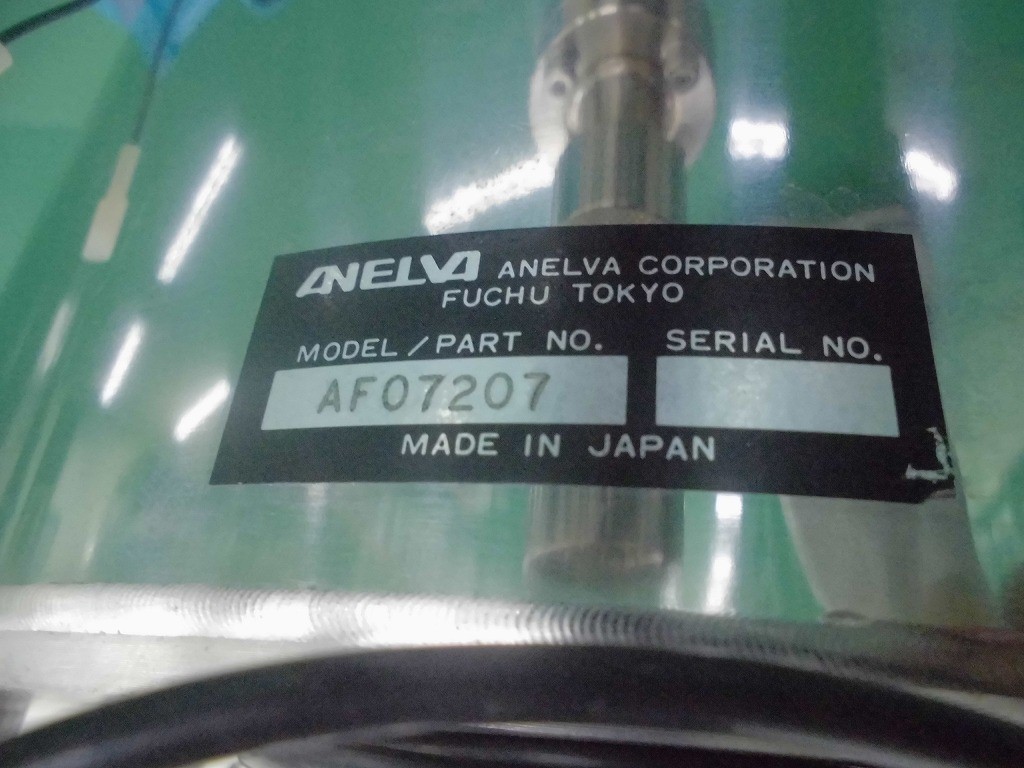 ANELVA ANELVA CORPORATION
FUCHU TOKYO
MODEL/PART NO. SERIAL NO.
AF07207
MADE IN JAPAN